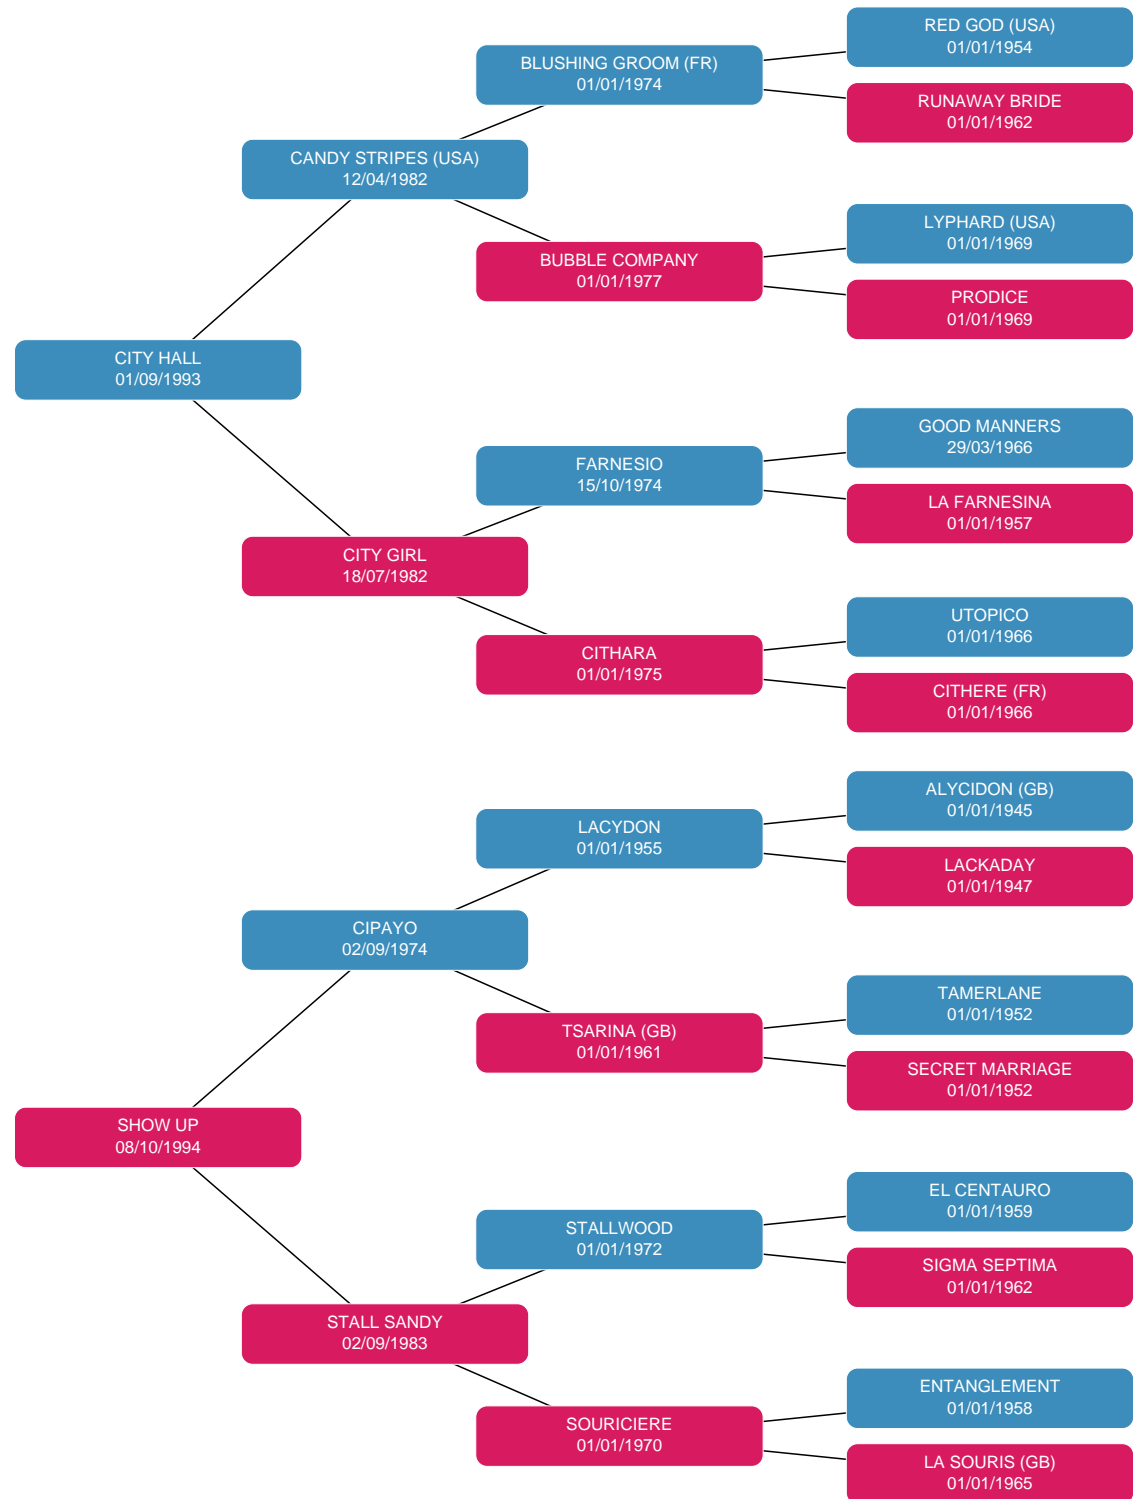 RED GOD (USA)
01/01/1954
BLUSHING GROOM (FR)
01/01/1974
RUNAWAY BRIDE
01/01/1962
CANDY STRIPES (USA)
12/04/1982
LYPHARD (USA)
01/01/1969
BUBBLE COMPANY
01/01/1977
PRODICE
01/01/1969
CITY HALL
01/09/1993
GOOD MANNERS
29/03/1966
FARNESIO
15/10/1974
LA FARNESINA
01/01/1957
CITY GIRL
18/07/1982
UTOPICO
01/01/1966
CITHARA
01/01/1975
CITHERE (FR)
01/01/1966
ALYCIDON (GB)
01/01/1945
LACYDON
01/01/1955
LACKADAY
01/01/1947
CIPAYO
02/09/1974
TAMERLANE
01/01/1952
TSARINA (GB)
01/01/1961
SECRET MARRIAGE
01/01/1952
SHOW UP
08/10/1994
EL CENTAURO
01/01/1959
STALLWOOD
01/01/1972
SIGMA SEPTIMA
01/01/1962
STALL SANDY
02/09/1983
ENTANGLEMENT
01/01/1958
SOURICIERE
01/01/1970
LA SOURIS (GB)
01/01/1965